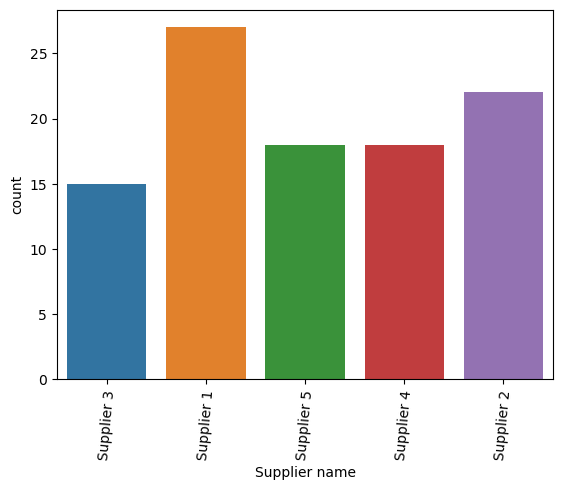 25
20
15
10
5
0
count
Supplier 3
Supplier 1
Supplier 5
Supplier 4
Supplier 2
Supplier name